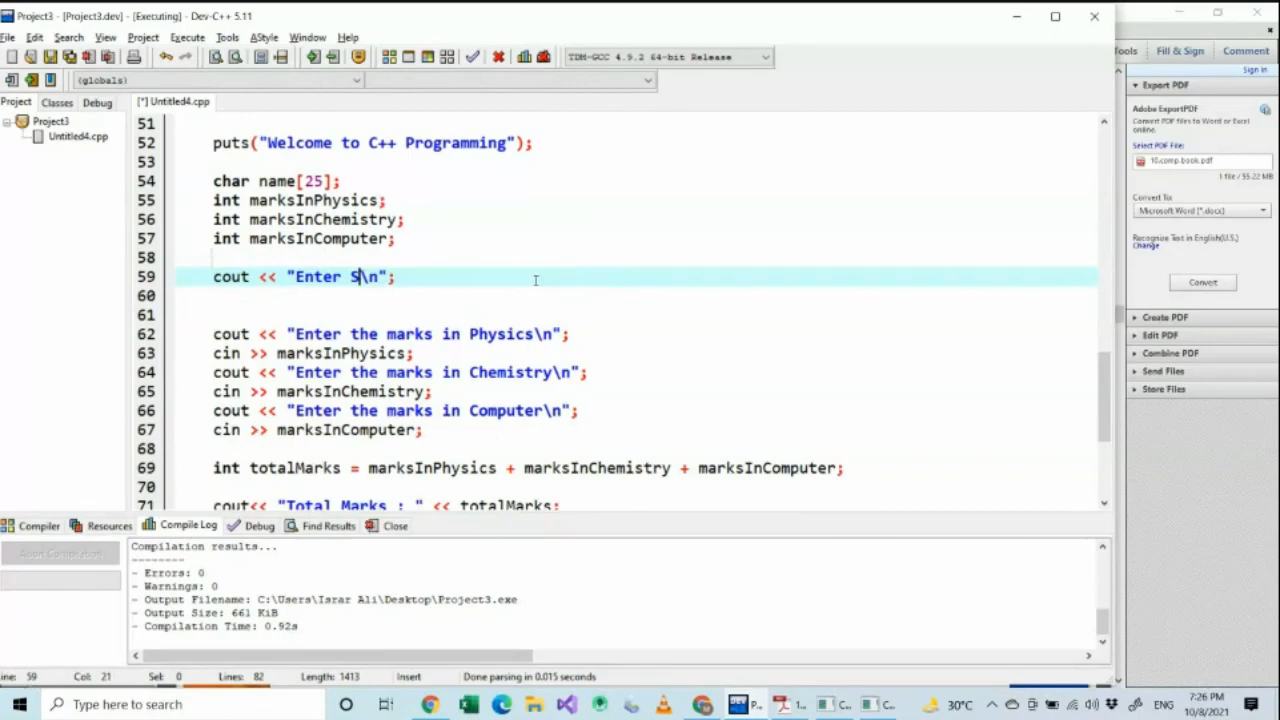 Project3 - [Project3.dev] - [Executing] - Dev-C++ 5.11
File Edit Search View Project Execute Tools AStyle Window Help
TDM-GCC 4.9.2 64-bit Release
(globals)
Project Classes Debug
[*] Untitled4.cpp
Project3
Untitled4.cpp
51
52 puts("Welcome to C++ Programming");
53
54 char name[25];
55 int marksInPhysics;
56 int marksInChemistry;
57 int marksInComputer;
58
59 cout << "Enter S\n";
60
61
62 cout << "Enter the marks in Physics\n";
63 cin >> marksInPhysics;
64 cout << "Enter the marks in Chemistry\n";
65 cin >> marksInChemistry;
66 cout << "Enter the marks in Computer\n";
67 cin >> marksInComputer;
68
69 int totalMarks = marksInPhysics + marksInChemistry + marksInComputer;
70
71 cout<< "Total Marks : " << totalMarks;
Compiler Resources Compile Log Debug Find Results Close
Abort Compilation
Compilation results...
--------
- Errors: 0
- Warnings: 0
- Output Filename: C:\Users\Israr Ali\Desktop\Project3.exe
- Output Size: 661 KiB
- Compilation Time: 0.92s
Line: 59 Col: 21 Sel: 0 Lines: 82 Length: 1413 Insert Done parsing in 0.015 seconds
Tools Fill & Sign Comment
Sign In
Export PDF
Adobe ExportPDF
Convert PDF files to Word or Excel
online.
Select PDF File:
10.comp.book.pdf
1 file / 55.22 MB
Convert To:
Microsoft Word (*.docx)
Recognize Text in English(U.S.)
Change
Convert
Create PDF
Edit PDF
Combine PDF
Send Files
Store Files
Type here to search
P... 1... C... C...
30°C
ENG
7:26 PM
10/8/2021